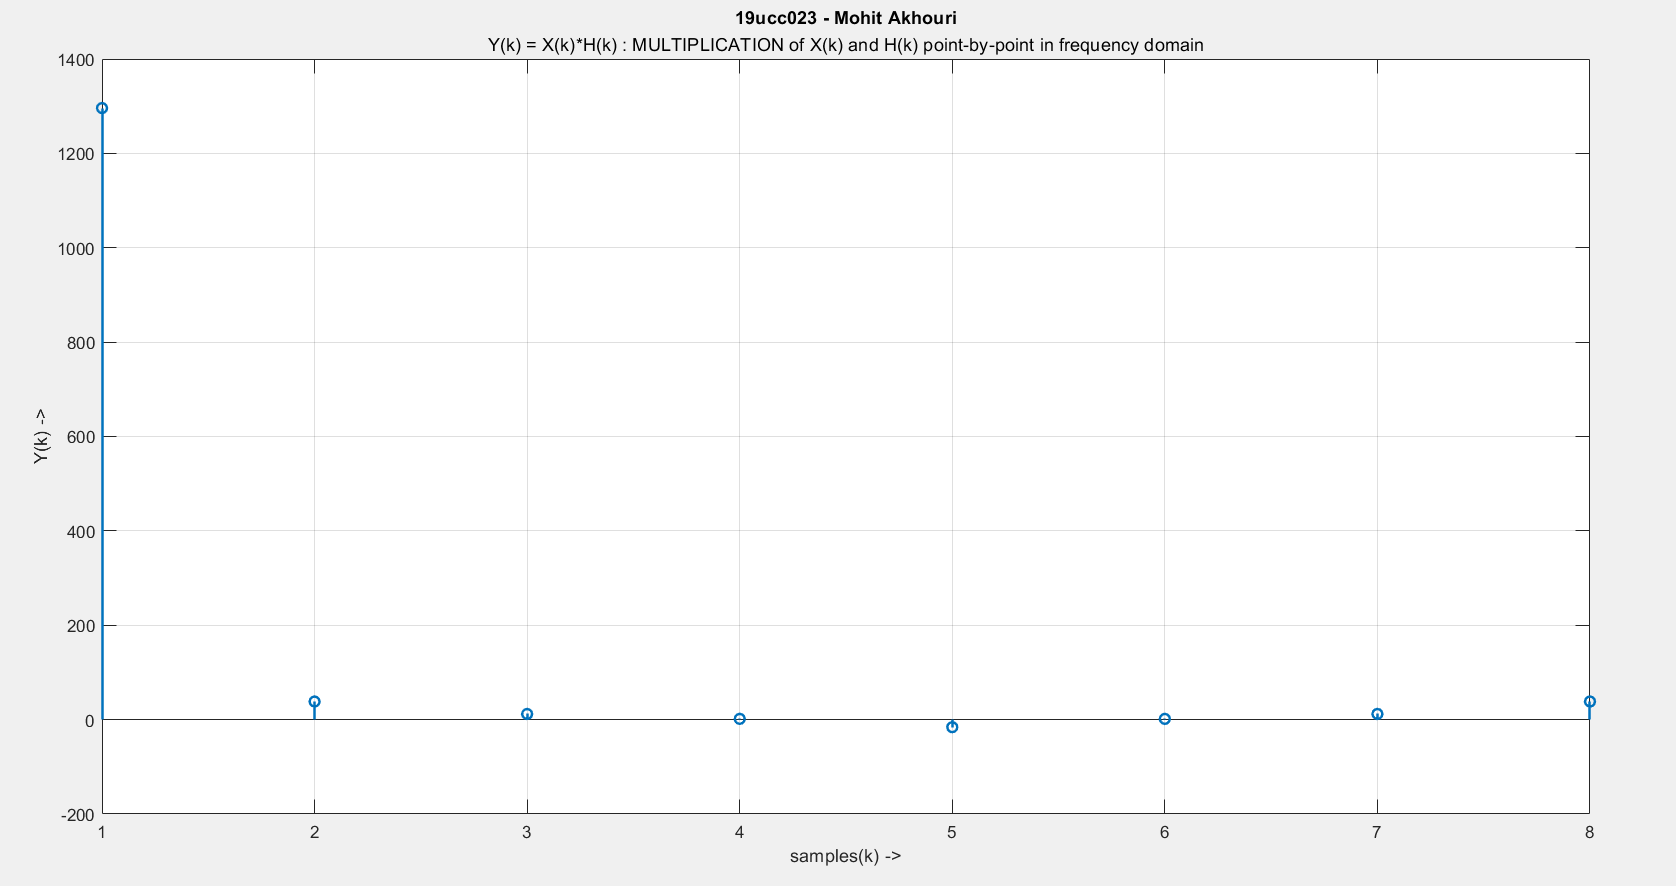 19ucc023 - Mohit Akhouri
Y(k) = X(k)*H(k) : MULTIPLICATION of X(k) and H(k) point-by-point in frequency domain
1400
1200
1000
800
600
400
200
0
-200
Y(k) ->
1 2 3 4 5 6 7 8
samples(k) ->